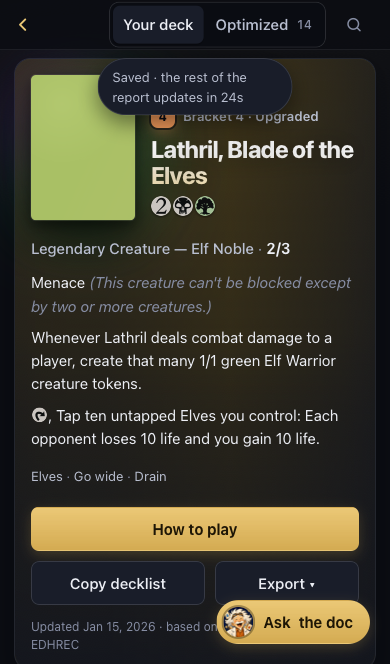 Your deck Optimized 14
Saved · the rest of the
report updates in 24s
4 Bracket 4 · Upgraded
Lathril, Blade of the
Elves
2
Legendary Creature — Elf Noble · 2/3
Menace (This creature can't be blocked except
by two or more creatures.)
Whenever Lathril deals combat damage to a
player, create that many 1/1 green Elf Warrior
creature tokens.
, Tap ten untapped Elves you control: Each
opponent loses 10 life and you gain 10 life.
Elves · Go wide · Drain
How to play
Copy decklist Export ▾
Updated Jan 15, 2026 · based on
EDHREC
Ask the doc